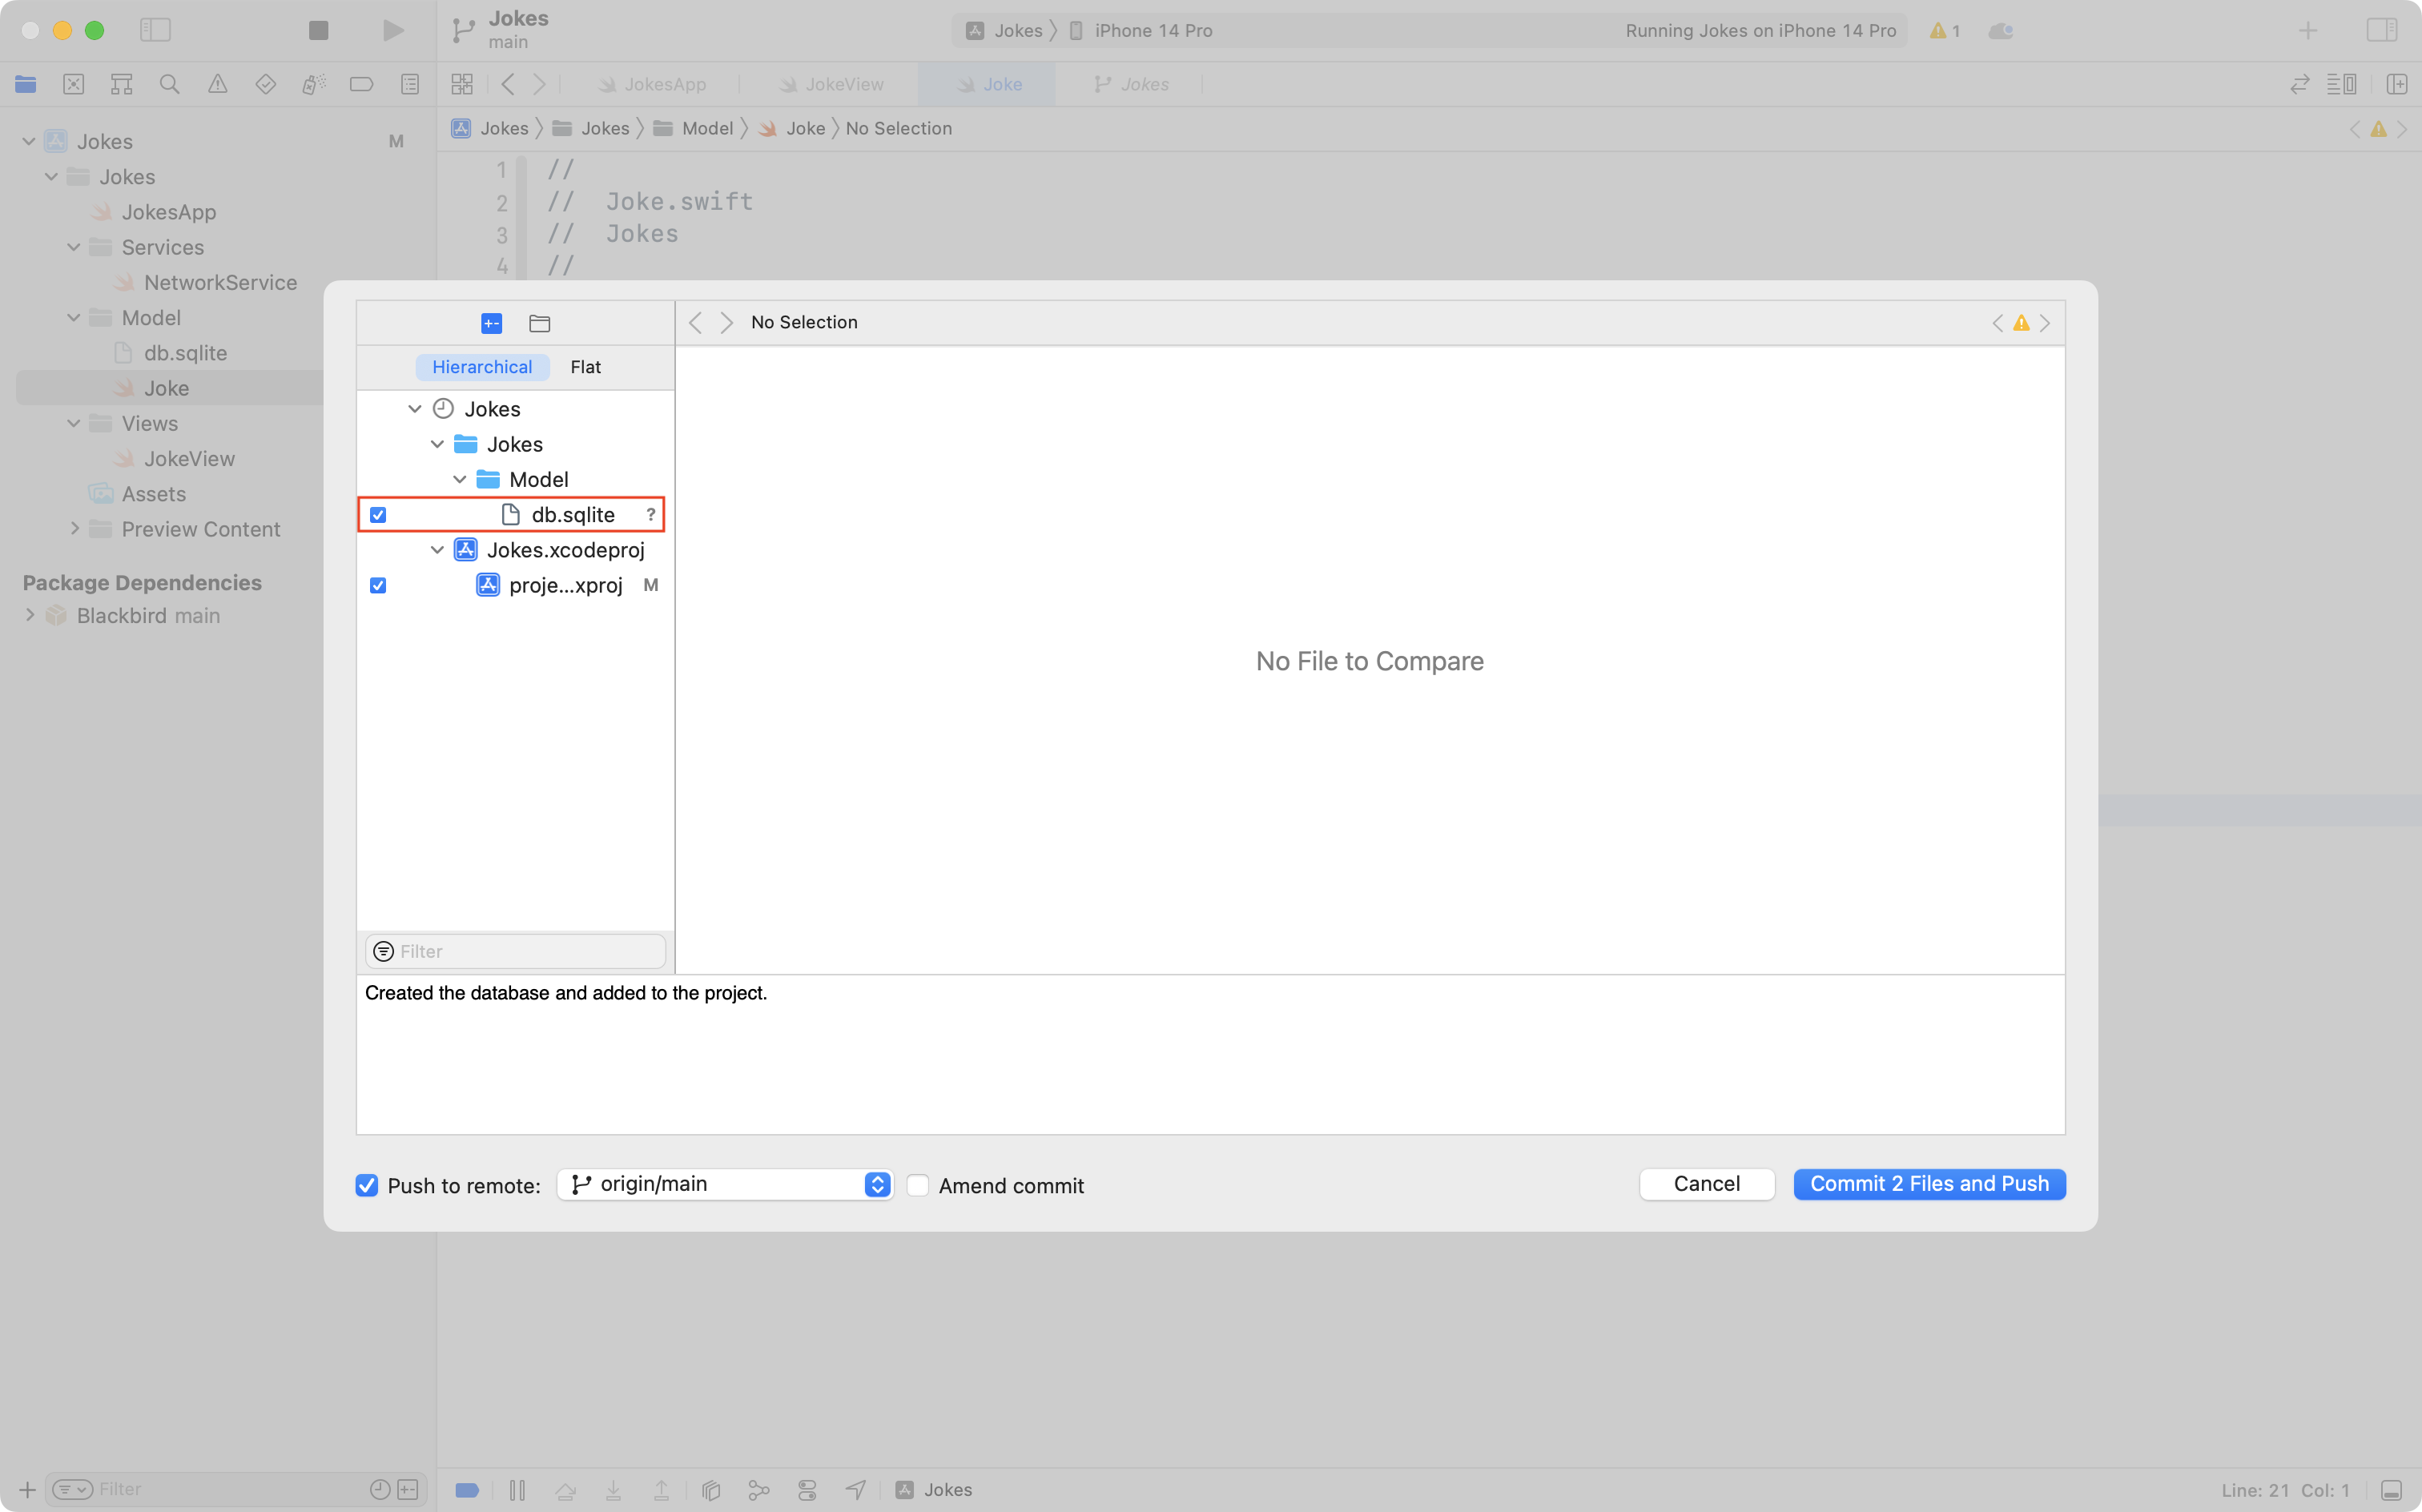 Jokes
main
Jokes
iPhone 14 Pro
Running Jokes on iPhone 14 Pro
1
JokesApp
JokeView
Joke
Jokes
Jokes
Jokes
Model
Joke
No Selection
Jokes
M
Jokes
JokesApp
Services
NetworkService
Model
db.sqlite
Joke
Views
JokeView
Assets
Preview Content
Package Dependencies
Blackbird main
1 //
2 // Joke.swift
3 // Jokes
4 //
No Selection
Hierarchical
Flat
Jokes
Jokes
Model
db.sqlite ?
Jokes.xcodeproj
proje...xproj M
No File to Compare
Filter
Created the database and added to the project.
Push to remote:
origin/main
Amend commit
Cancel
Commit 2 Files and Push
Filter
Jokes
Line: 21 Col: 1